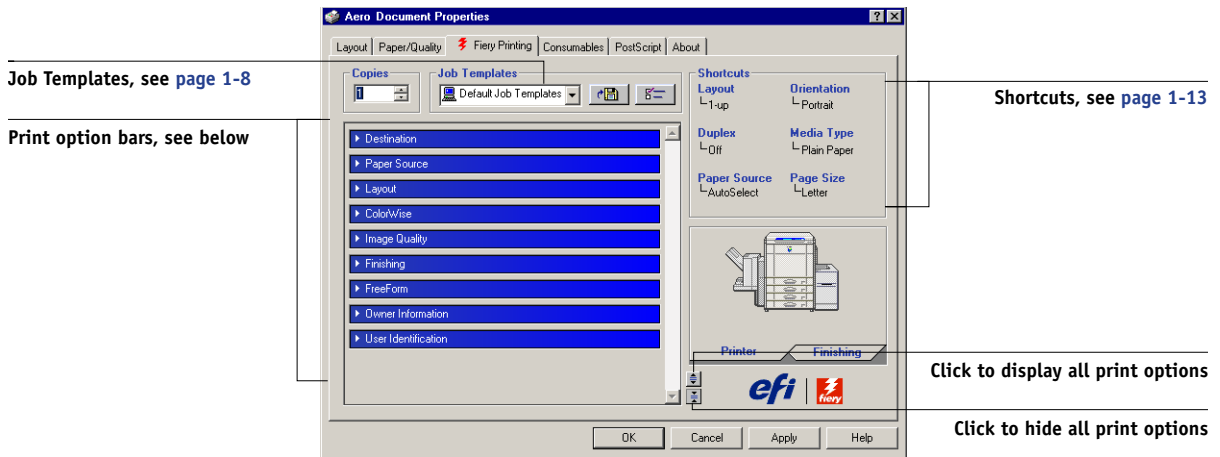 Aero Document Properties
Layout Paper/Quality Fiery Printing Consumables PostScript About
Job Templates, see page 1-8
Print option bars, see below
Copies
1
Job Templates
Default Job Templates
Destination
Paper Source
Layout
ColorWise
Image Quality
Finishing
FreeForm
Owner Information
User Identification
Shortcuts
Layout
1-up
Orientation
Portrait
Duplex
Off
Media Type
Plain Paper
Paper Source
AutoSelect
Page Size
Letter
Shortcuts, see page 1-13
Printer Finishing
efi fiery
Click to display all print options
Click to hide all print options
OK Cancel Apply Help